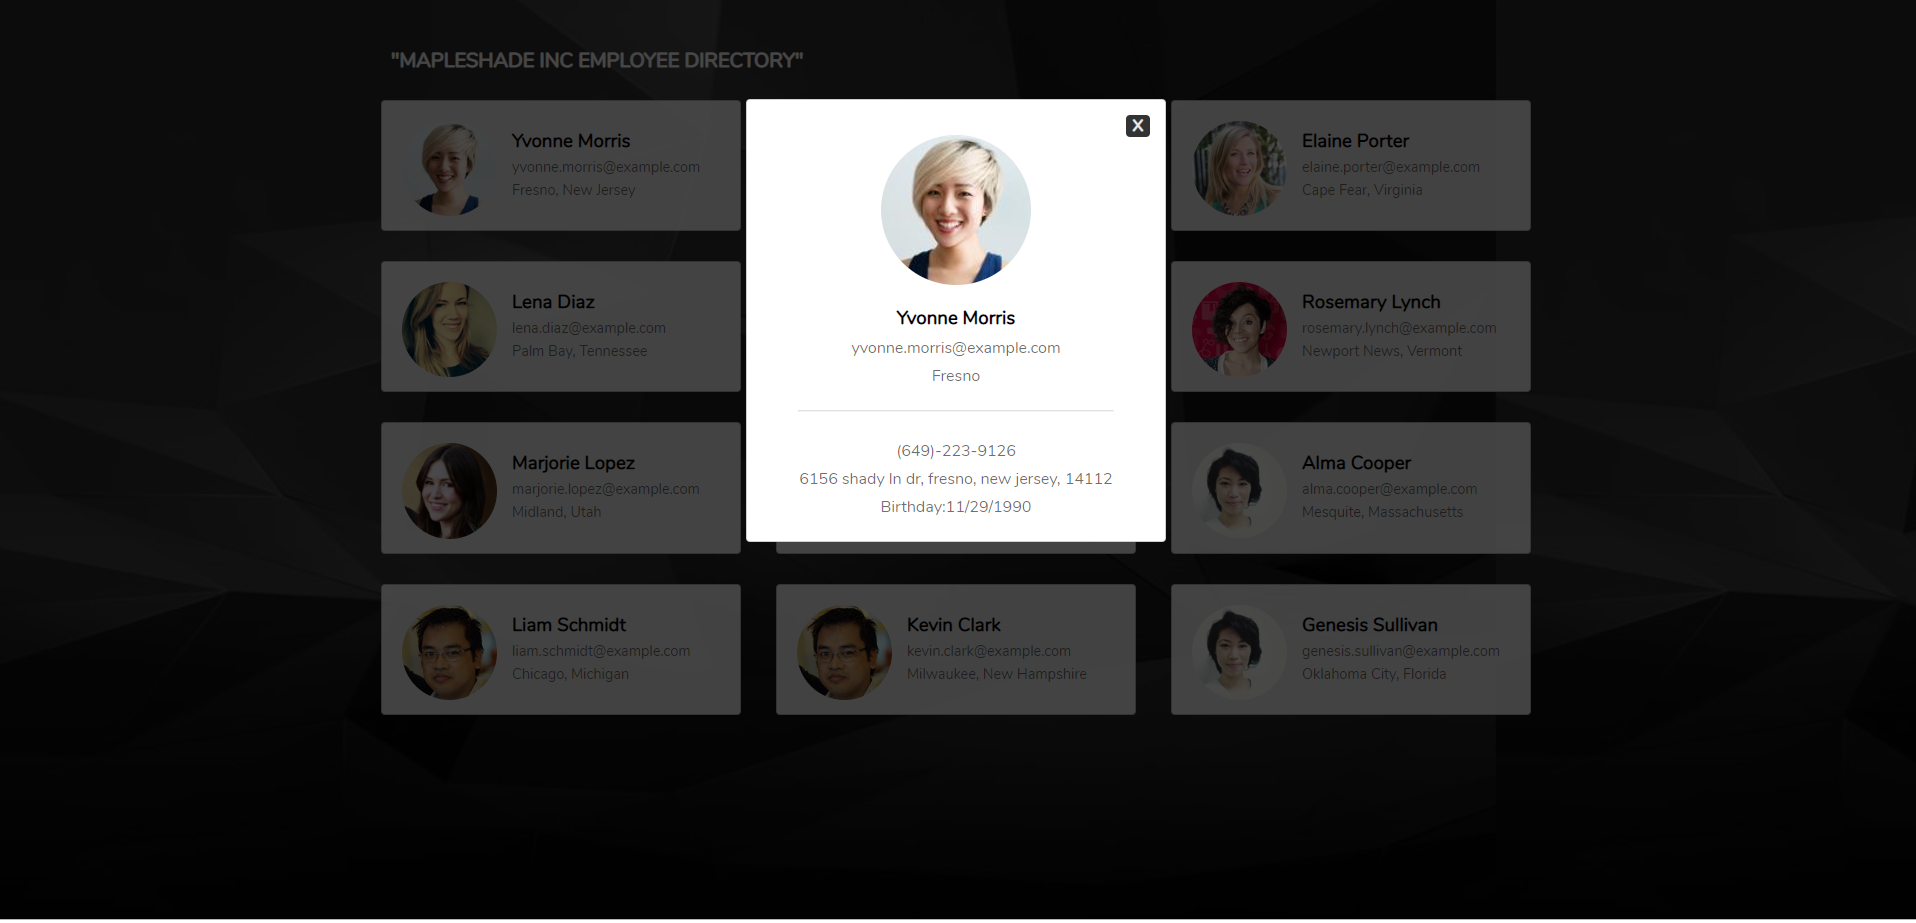 "MAPLESHADE INC EMPLOYEE DIRECTORY"
Yvonne Morris
yvonne.morris@example.com
Fresno, New Jersey
X
Yvonne Morris
yvonne.morris@example.com
Fresno
(649)-223-9126
6156 shady ln dr, fresno, new jersey, 14112
Birthday:11/29/1990
Elaine Porter
elaine.porter@example.com
Cape Fear, Virginia
Lena Diaz
lena.diaz@example.com
Palm Bay, Tennessee
Rosemary Lynch
rosemary.lynch@example.com
Newport News, Vermont
Marjorie Lopez
marjorie.lopez@example.com
Midland, Utah
Alma Cooper
alma.cooper@example.com
Mesquite, Massachusetts
Liam Schmidt
liam.schmidt@example.com
Chicago, Michigan
Kevin Clark
kevin.clark@example.com
Milwaukee, New Hampshire
Genesis Sullivan
genesis.sullivan@example.com
Oklahoma City, Florida